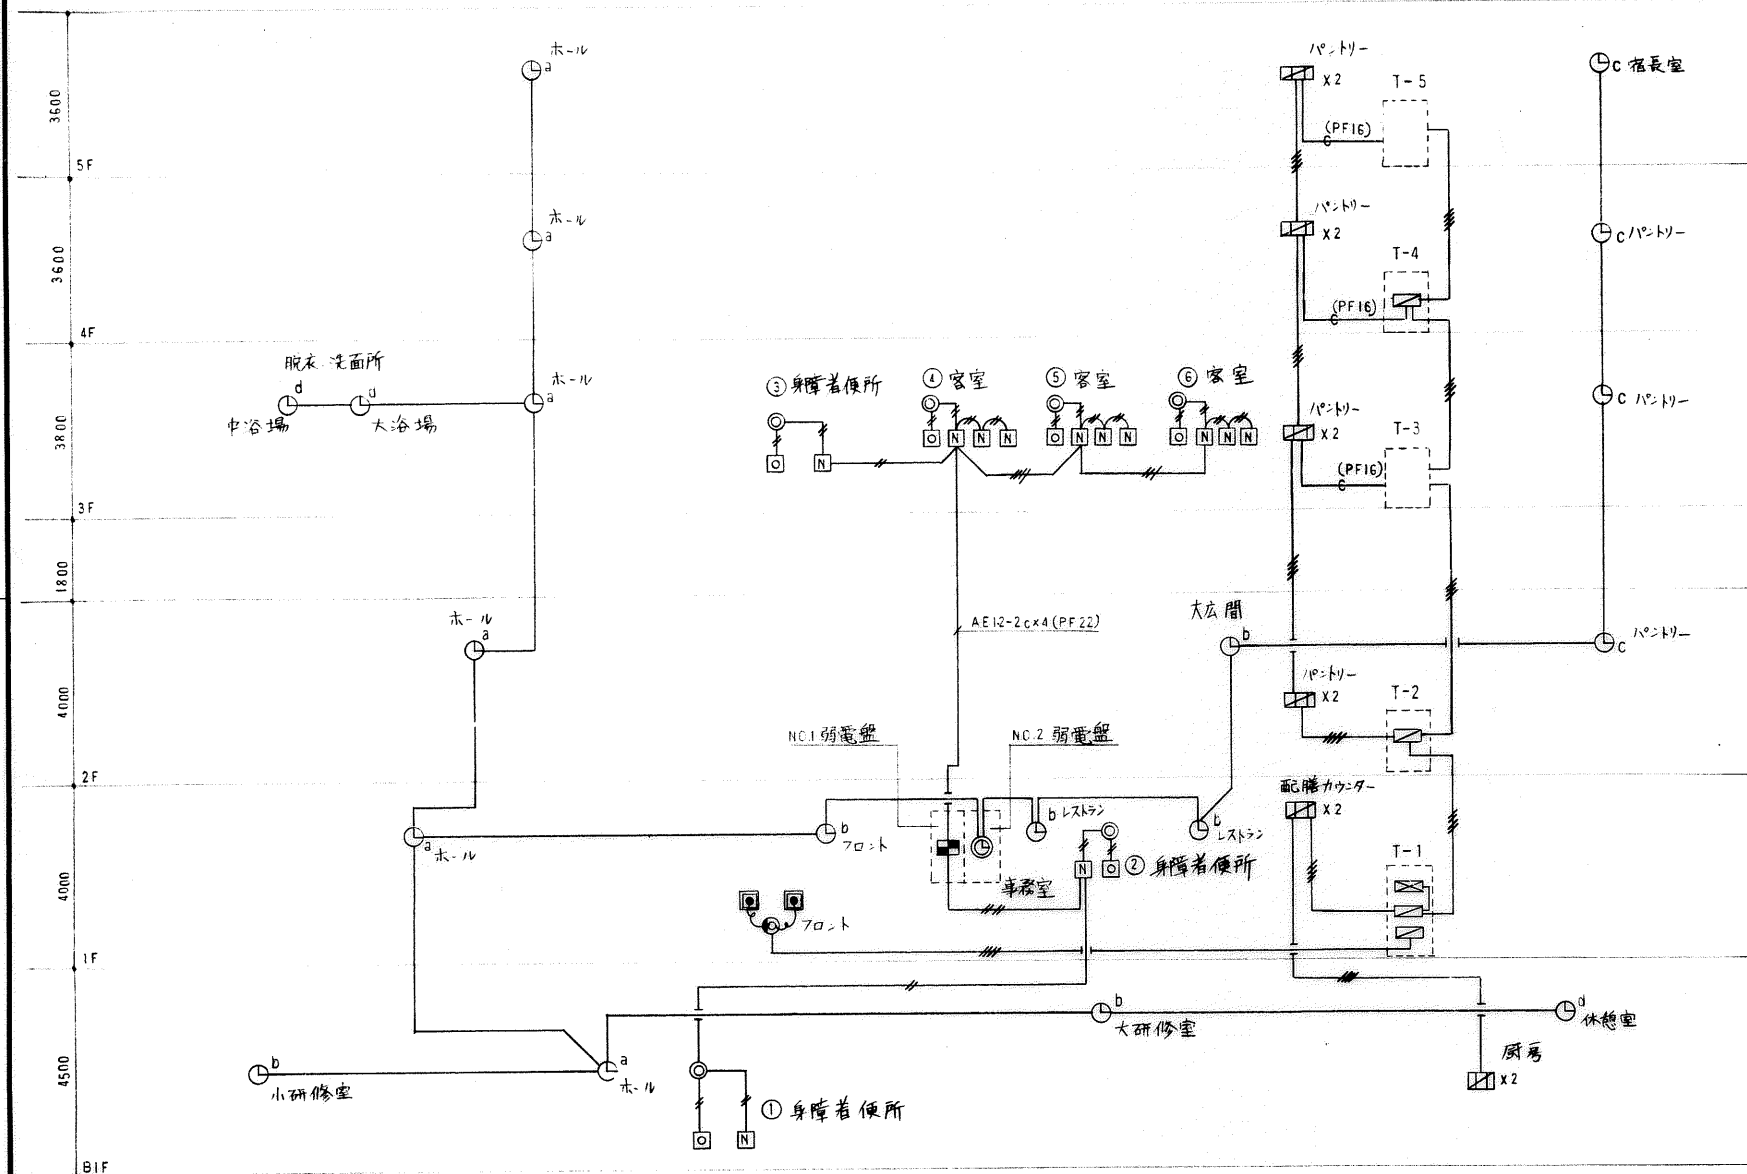 ホール
a
パントリー
X2
T-5
c 宿長室
3600
(PF16)
5F
ホール
a
パントリー
X2
c パントリー
T-4
3600
(PF16)
4F
脱衣.洗面所
d
d
中浴場
大浴場
ホール
a
③ 身障者便所
④ 客室
⑤ 客室
⑥ 客室
O N N N
O N N N
O N N N
O N
パントリー
X2
T-3
c パントリー
(PF16)
3800
3F
1800
ホール
a
AE1.2-2c×4(PF22)
大広間
b
パントリー
c
パントリー
X2
T-2
4000
NO.1 弱電盤
NO.2 弱電盤
2F
配膳カウンター
X2
a
ホール
b
フロント
b レストラン
b
レストラン
N O
② 身障者便所
T-1
事務室
フロント
4000
1F
b
大研修室
d
休憩室
厨房
X2
b
小研修室
a
ホール
4500
① 身障者便所
O N
B1F